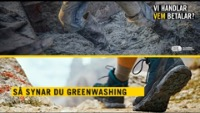 VI HANDLAR
VEM BETALAR?
SÅ SYNAR DU GREENWASHING